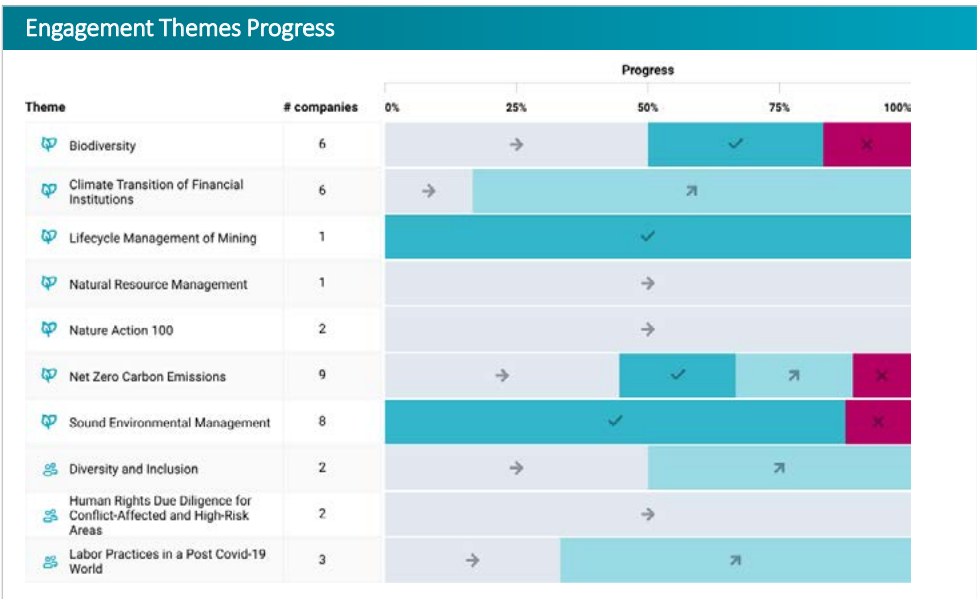 Engagement Themes Progress
Progress
Theme # companies 0% 25% 50% 75% 100%
Biodiversity 6
Climate Transition of Financial
Institutions 6
Lifecycle Management of Mining 1
Natural Resource Management 1
Nature Action 100 2
Net Zero Carbon Emissions 9
Sound Environmental Management 8
Diversity and Inclusion 2
Human Rights Due Diligence for
Conflict-Affected and High-Risk 2
Areas
Labor Practices in a Post Covid-19
World 3